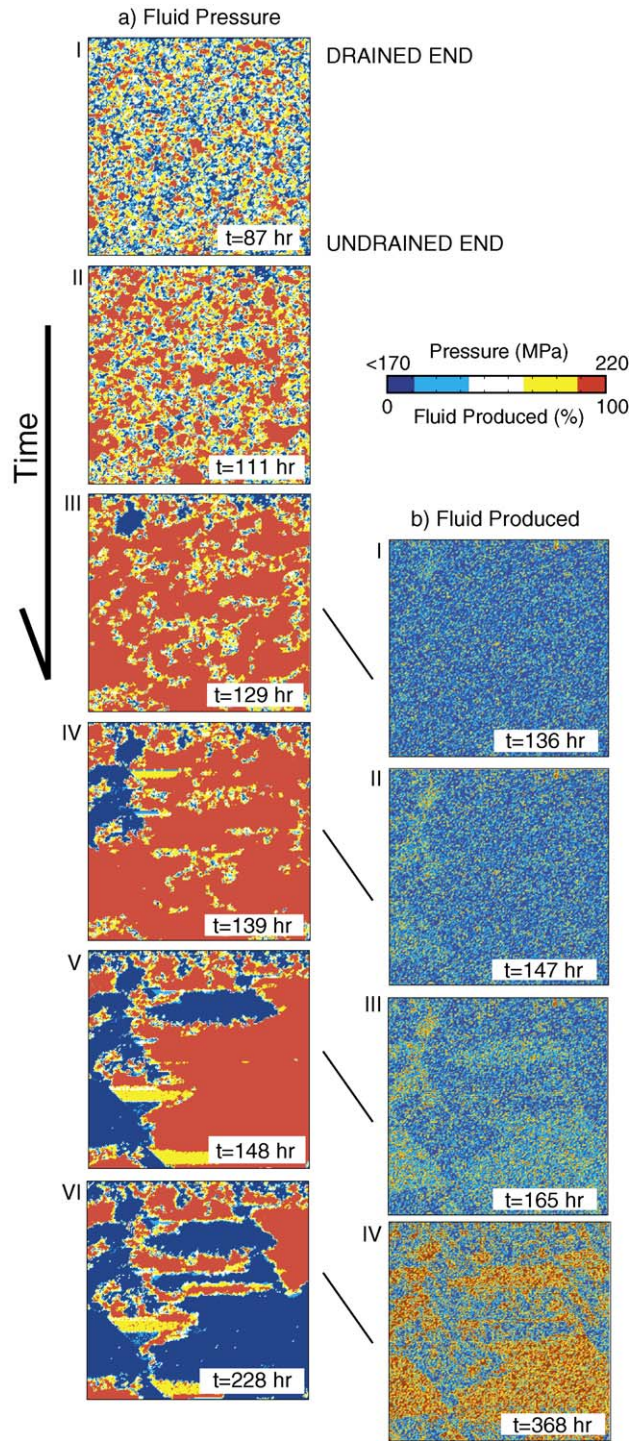 a) Fluid Pressure
I
DRAINED END
t=87 hr
UNDRAINED END
II
t=111 hr
Time
Pressure (MPa)
<170
220
0
100
Fluid Produced (%)
III
t=129 hr
b) Fluid Produced
I
t=136 hr
IV
t=139 hr
II
t=147 hr
V
t=148 hr
III
t=165 hr
VI
t=228 hr
IV
t=368 hr